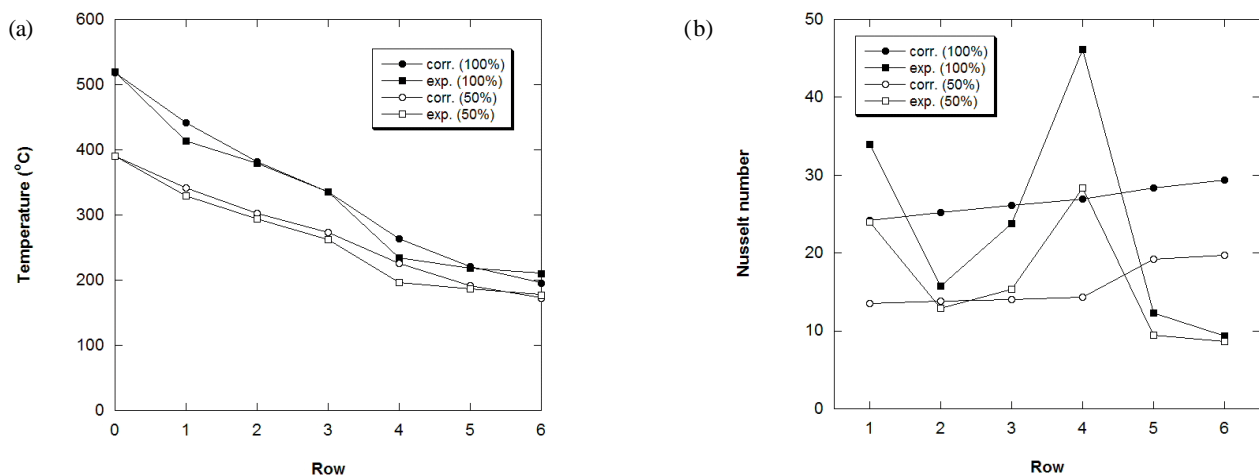 (a)
600
500
400
300
200
100
0
Temperature (°C)
0 1 2 3 4 5 6
Row
corr. (100%)
exp. (100%)
corr. (50%)
exp. (50%)
(b)
50
40
30
20
10
0
Nusselt number
1 2 3 4 5 6
Row
corr. (100%)
exp. (100%)
corr. (50%)
exp. (50%)